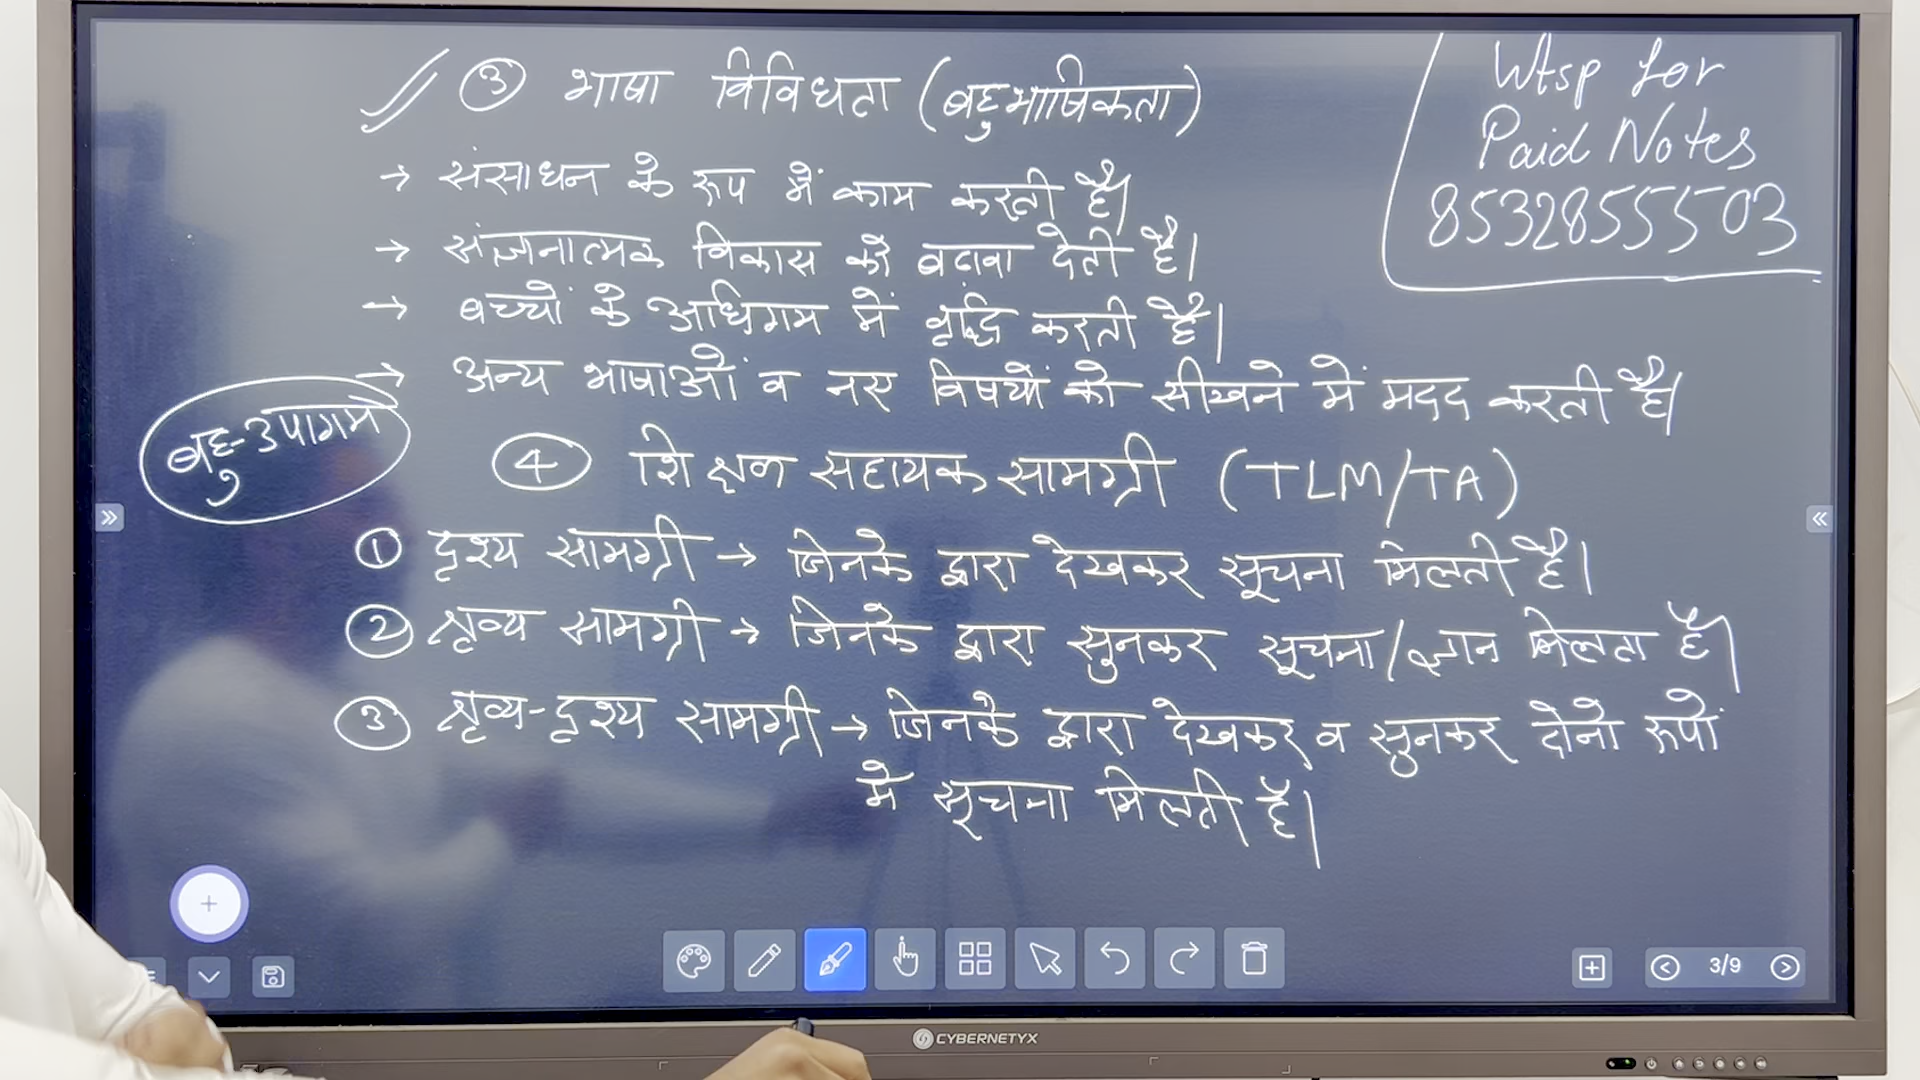 ③ भाषा विविधता (बहुभाषिकता)
→ संसाधन के रूप में काम करती है।
→ संज्ञनात्मक विकास को बढावा देती है।
→ बच्चों के अधिगम में वृद्धि करती है।
→ अन्य भाषाओं व नए विषयों को सीखने में मदद करती है।
बहु-उपागम
④ शिक्षण सहायक सामग्री (TLM/TA)
① दृश्य सामग्री → जिनके द्वारा देखकर सूचना मिलती है।
② श्रृव्य सामग्री → जिनके द्वारा सुनकर सूचना/ज्ञान मिलता है।
③ श्रृव्य-दृश्य सामग्री → जिनके द्वारा देखकर व सुनकर दोनो रूपों
में सूचना मिलती है।
Wtsp for
Paid Notes
8532855503
3/9
CYBERNETYX